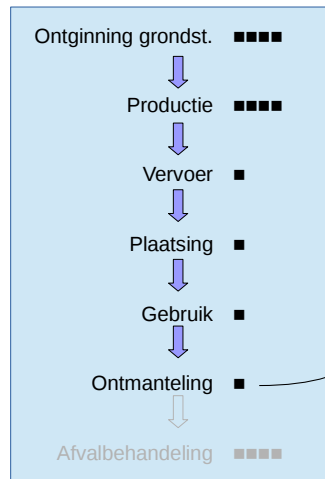 Ontginning grondst. ■■■■
Productie ■■■■
Vervoer ■
Plaatsing ■
Gebruik ■
Ontmanteling ■
Afvalbehandeling ■■■■